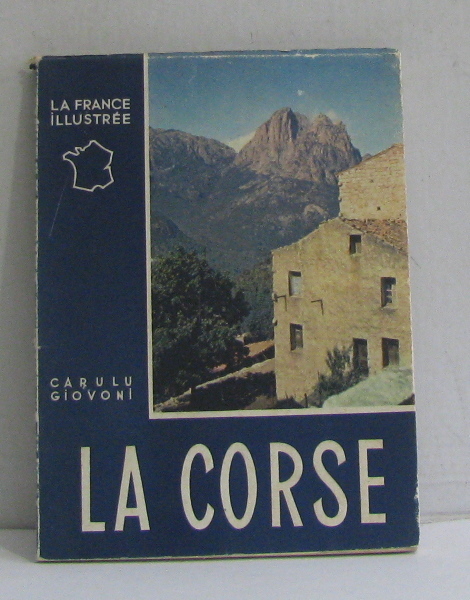 LA FRANCE
ILLUSTRÉE
CARULU
GIOVONI
LA CORSE